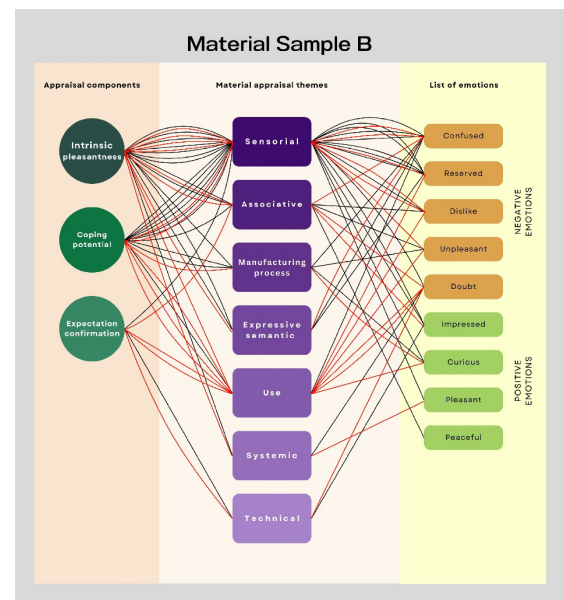 Material Sample B
Appraisal components
Material appraisal themes
List of emotions
Intrinsic
pleasantness
Coping
potential
Expectation
confirmation
Sensorial
Associative
Manufacturing
process
Expressive
semantic
Use
Systemic
Technical
Confused
Reserved
Dislike
Unpleasant
Doubt
Impressed
Curious
Pleasant
Peaceful
NEGATIVE
EMOTIONS
POSITIVE
EMOTIONS